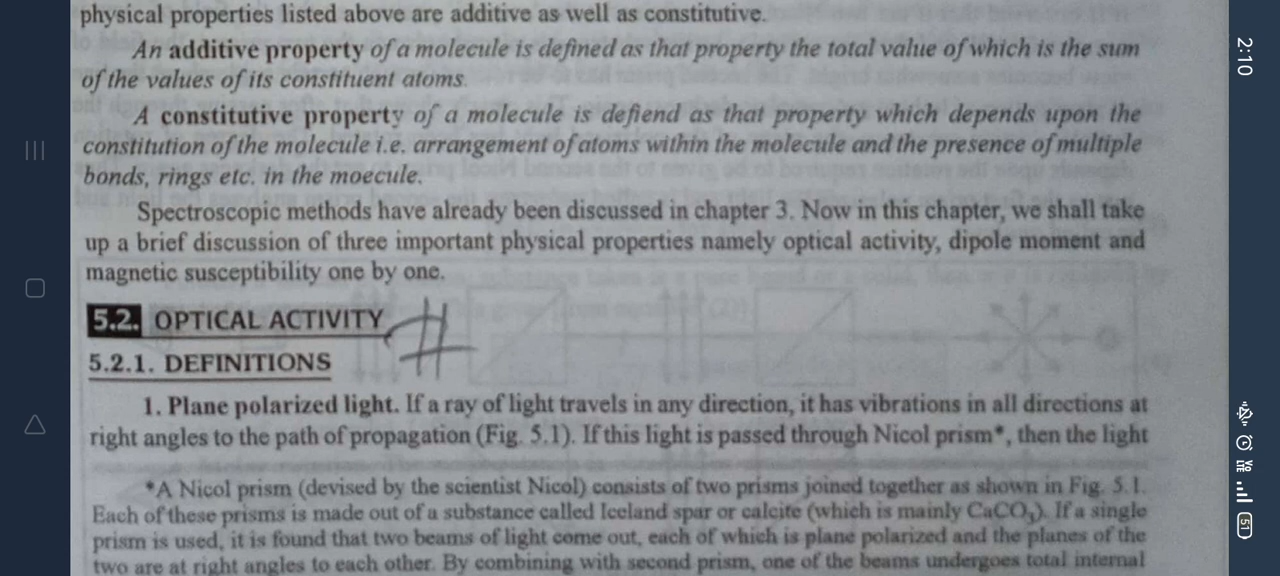 physical properties listed above are additive as well as constitutive.
An additive property of a molecule is defined as that property the total value of which is the sum
of the values of its constituent atoms.
A constitutive property of a molecule is defiend as that property which depends upon the
constitution of the molecule i.e. arrangement of atoms within the molecule and the presence of multiple
bonds, rings etc. in the moecule.
Spectroscopic methods have already been discussed in chapter 3. Now in this chapter, we shall take
up a brief discussion of three important physical properties namely optical activity, dipole moment and
magnetic susceptibility one by one.
5.2. OPTICAL ACTIVITY #
5.2.1. DEFINITIONS
1. Plane polarized light. If a ray of light travels in any direction, it has vibrations in all directions at
right angles to the path of propagation (Fig. 5.1). If this light is passed through Nicol prism*, then the light
*A Nicol prism (devised by the scientist Nicol) consists of two prisms joined together as shown in Fig. 5.1.
Each of these prisms is made out of a substance called Iceland spar or calcite (which is mainly CaCO₃). If a single
prism is used, it is found that two beams of light come out, each of which is plane polarized and the planes of the
two are at right angles to each other. By combining with second prism, one of the beams undergoes total internal
2:10
51